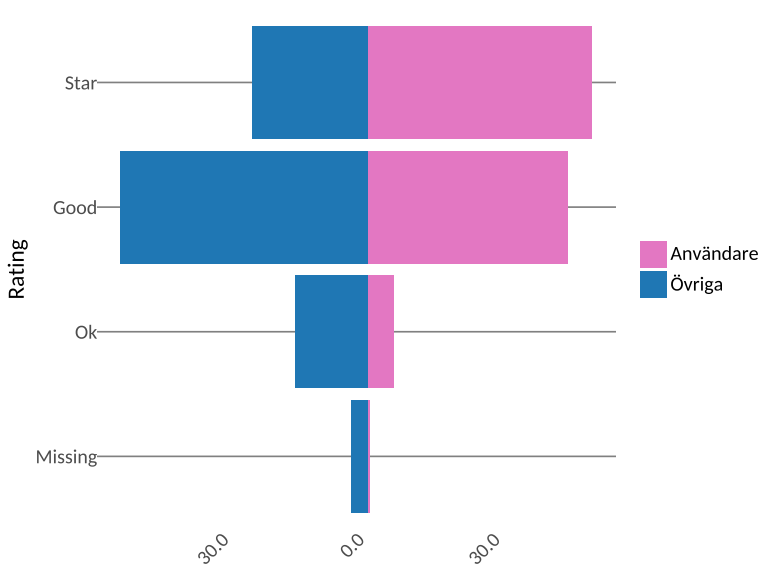 Star
Good
Ok
Missing
Rating
30.0
0.0
30.0
Användare
Övriga